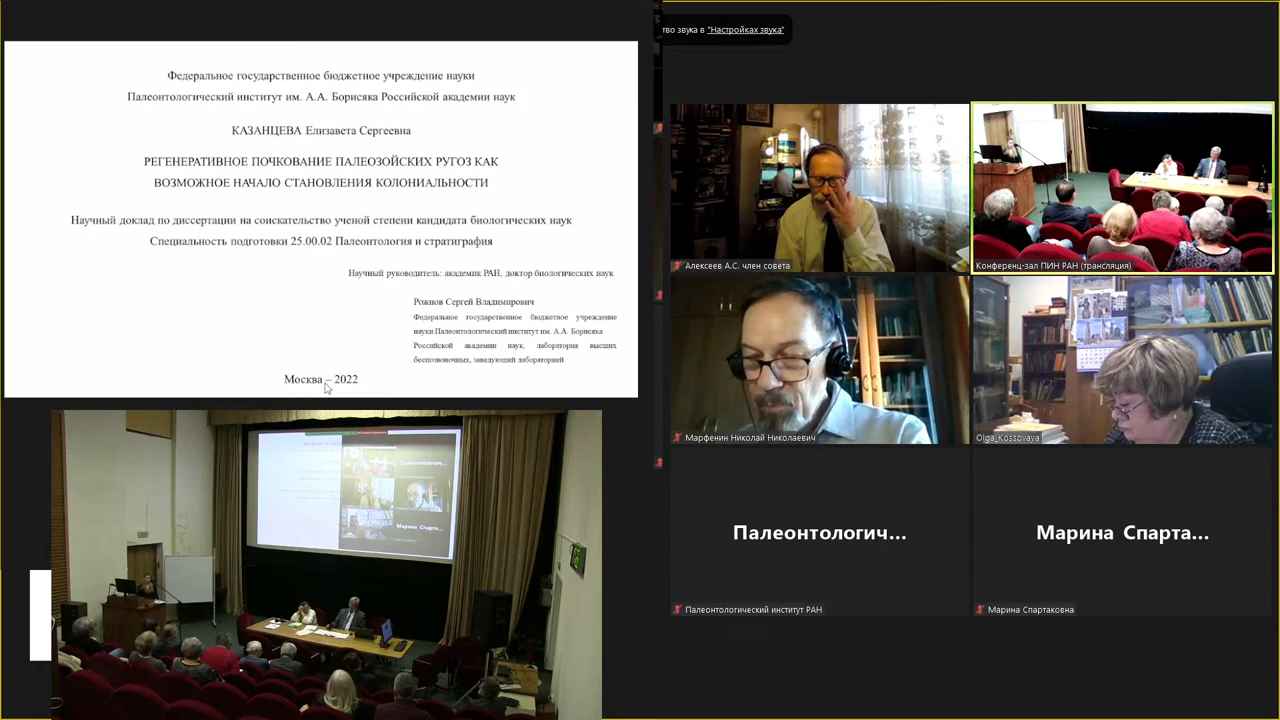 Федеральное государственное бюджетное учреждение науки
Палеонтологический институт им. А.А. Борисяка Российской академии наук
КАЗАНЦЕВА Елизавета Сергеевна
РЕГЕНЕРАТИВНОЕ ПОЧКОВАНИЕ ПАЛЕОЗОЙСКИХ РУГОЗ КАК
ВОЗМОЖНОЕ НАЧАЛО СТАНОВЛЕНИЯ КОЛОНИАЛЬНОСТИ
Научный доклад по диссертации на соискательство ученой степени кандидата биологических наук
Специальность подготовки 25.00.02 Палеонтология и стратиграфия
Научный руководитель: академик РАН, доктор биологических наук
Рожнов Сергей Владимирович
Федеральное государственное бюджетное учреждение
науки Палеонтологический институт им. А.А. Борисяка
Российской академии наук, лаборатория высших
беспозвоночных, заведующий лабораторией
Москва – 2022
тво звука в "Настройках звука"
Алексеев А.С. член совета
Конференц-зал ПИН РАН (трансляция)
Марфенин Николай Николаевич
Olga_Kossovaya
Палеонтологич...
Марина Спарта...
Палеонтологический институт РАН
Марина Спартаковна
Палеонтологич...
Марина Спарта...